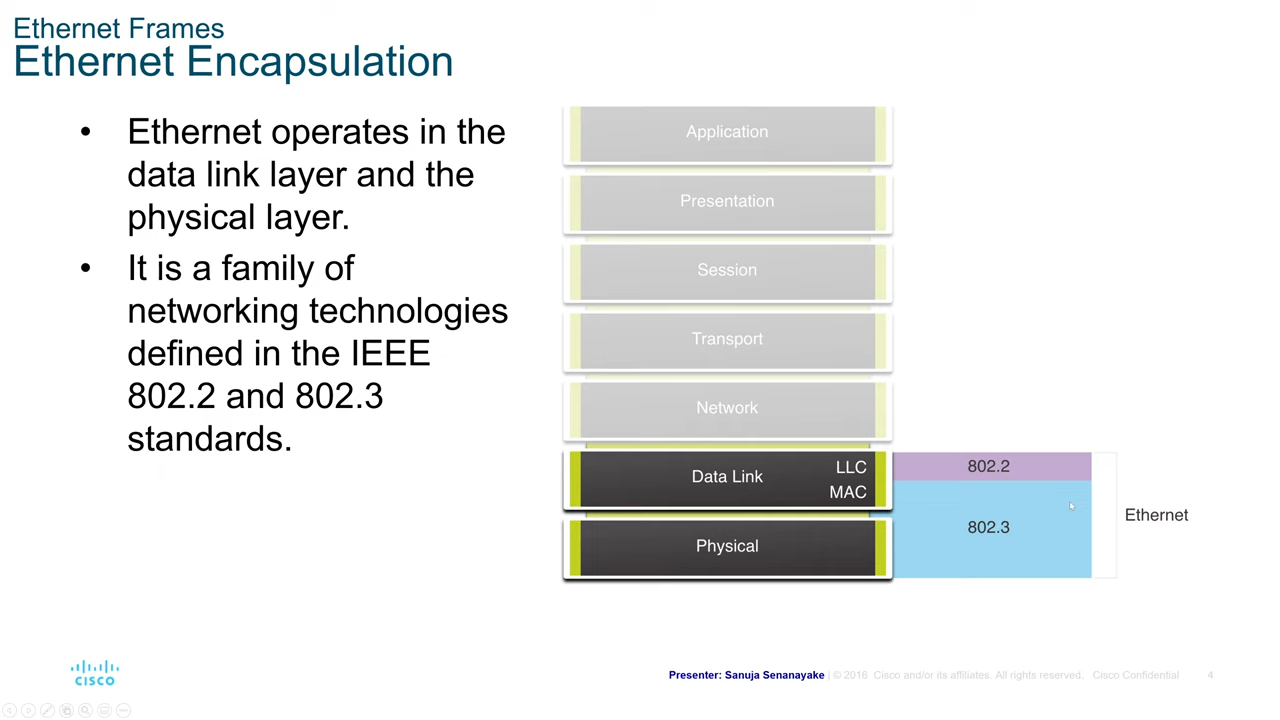 Ethernet Frames
Ethernet Encapsulation
• Ethernet operates in the
data link layer and the
physical layer.
• It is a family of
networking technologies
defined in the IEEE
802.2 and 802.3
standards.
Application
Presentation
Session
Transport
Network
Data Link
LLC
MAC
Physical
802.2
802.3
Ethernet
CISCO
Presenter: Sanuja Senanayake | © 2016 Cisco and/or its affiliates. All rights reserved. Cisco Confidential 4